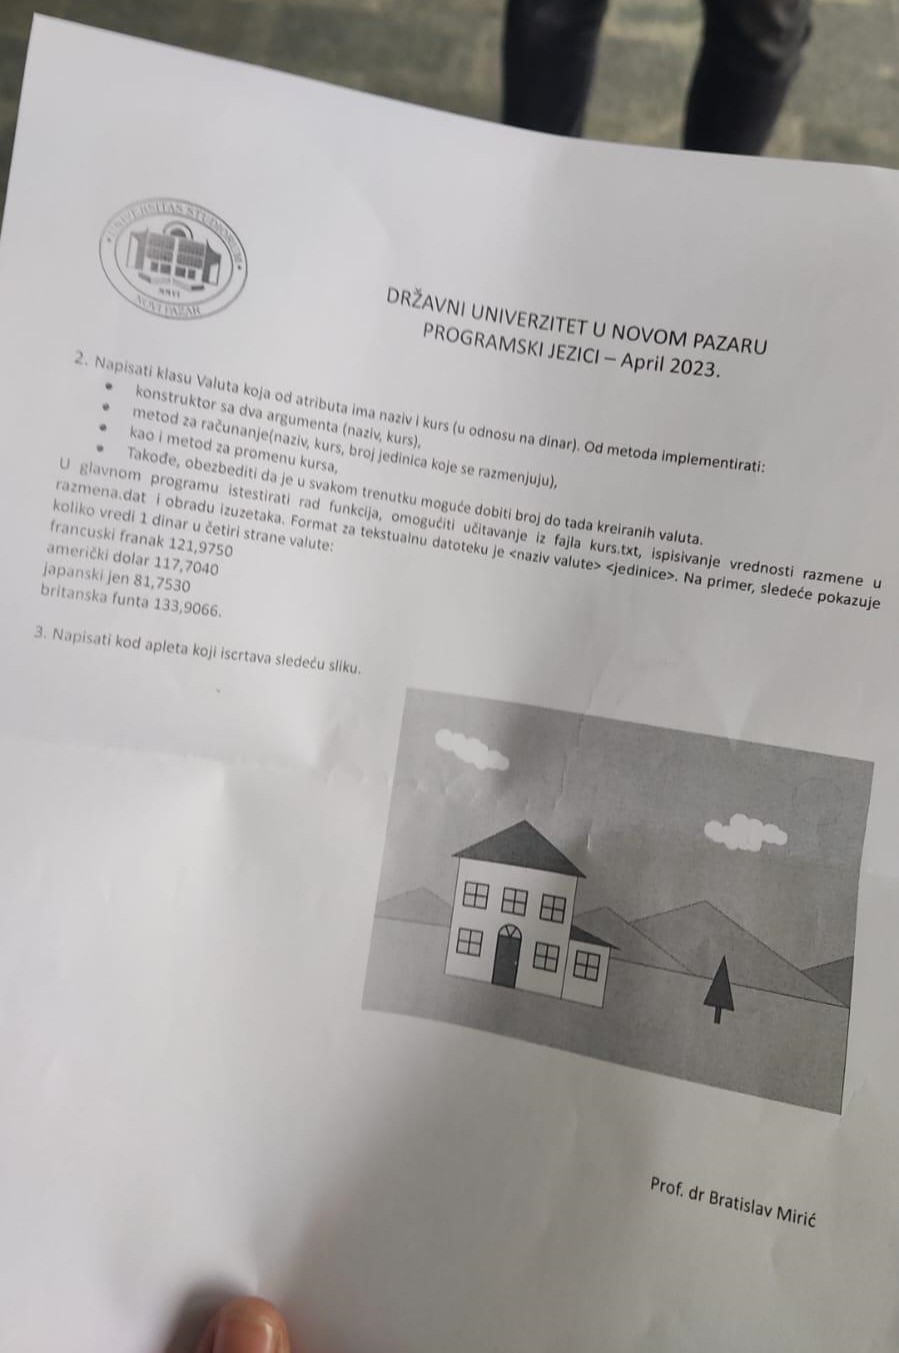 UNIVERSITAS STUDIORUM
NOVI PAZAR
DRŽAVNI UNIVERZITET U NOVOM PAZARU
PROGRAMSKI JEZICI – April 2023.
2. Napisati klasu Valuta koja od atributa ima naziv i kurs (u odnosu na dinar). Od metoda implementirati:
• konstruktor sa dva argumenta (naziv, kurs),
• metod za računanje(naziv, kurs, broj jedinica koje se razmenjuju),
• kao i metod za promenu kursa,
• Takođe, obezbediti da je u svakom trenutku moguće dobiti broj do tada kreiranih valuta.
U glavnom programu istestirati rad funkcija, omogućiti učitavanje iz fajla kurs.txt, ispisivanje vrednosti razmene u
razmena.dat i obradu izuzetaka. Format za tekstualnu datoteku je <naziv valute> <jedinice>. Na primer, sledeće pokazuje
koliko vredi 1 dinar u četiri strane valute:
francuski franak 121,9750
američki dolar 117,7040
japanski jen 81,7530
britanska funta 133,9066.
3. Napisati kod apleta koji iscrtava sledeću sliku.
Prof. dr Bratislav Mirić